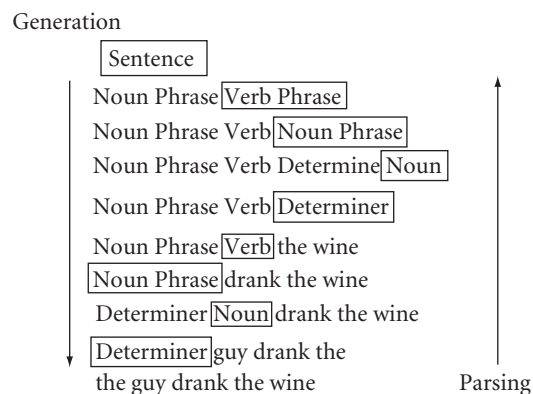 Generation
Sentence
Noun Phrase Verb Phrase
Noun Phrase Verb Noun Phrase
Noun Phrase Verb Determine Noun
Noun Phrase Verb Determiner
Noun Phrase Verb the wine
Noun Phrase drank the wine
Determiner Noun drank the wine
Determiner guy drank the
the guy drank the wine
Parsing